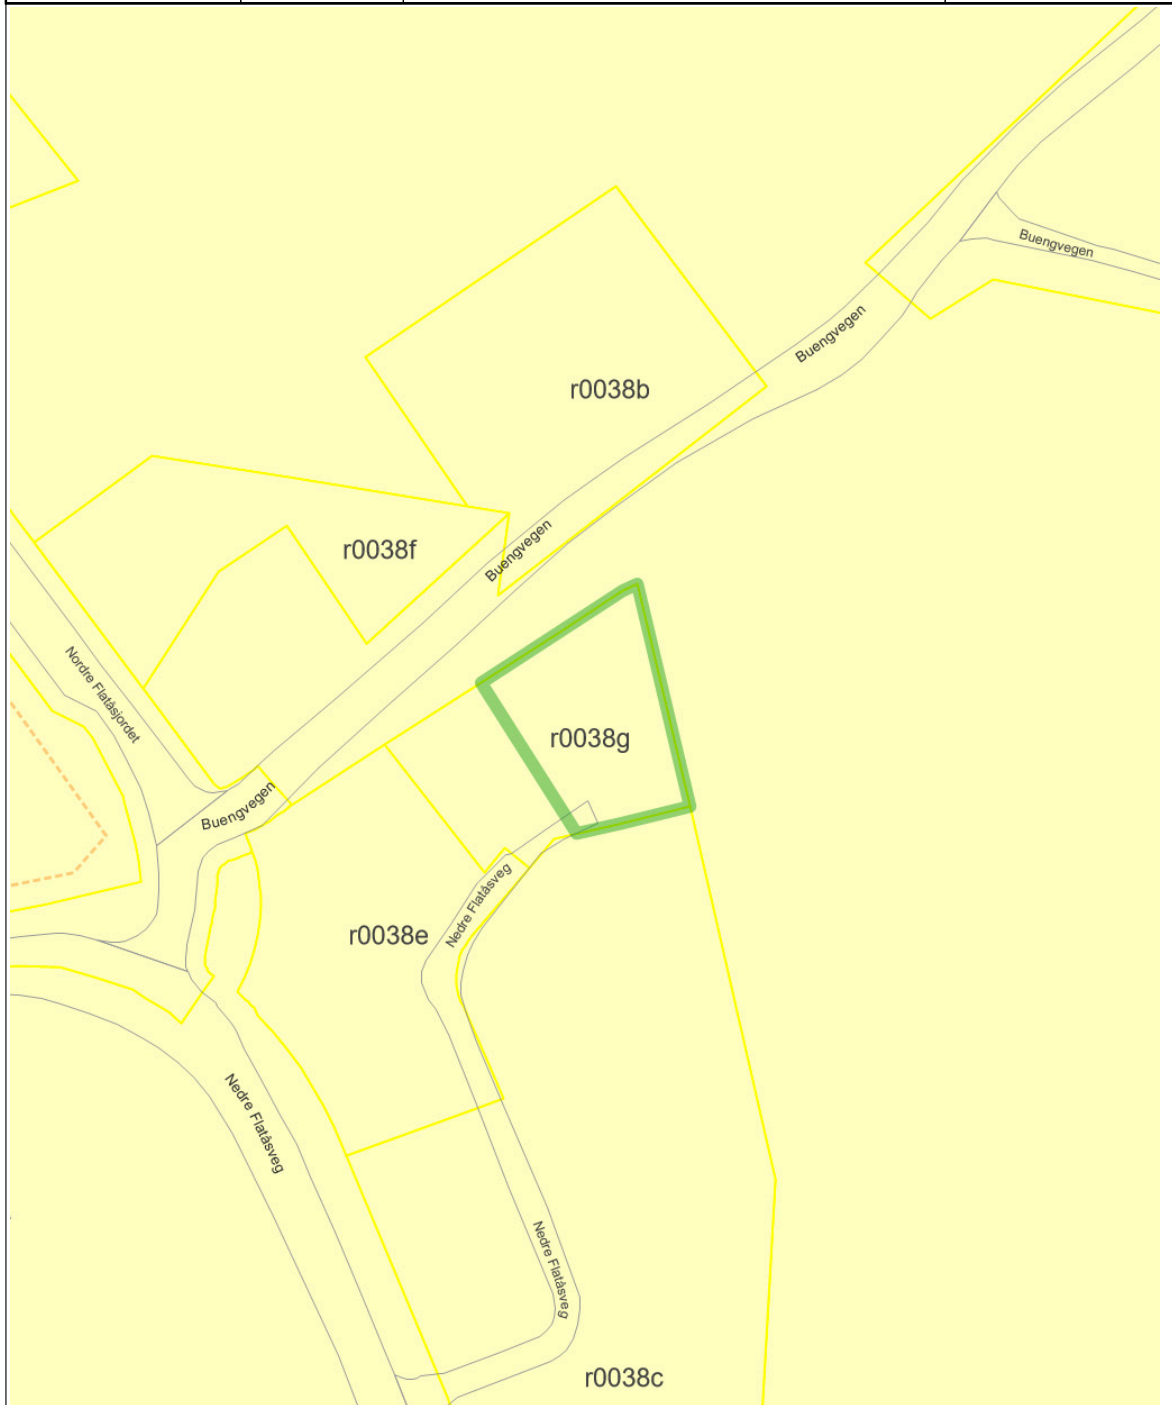 Buengvegen
Buengvegen
r0038b
Buengvegen
r0038f
Nordre Flatåsjordet
r0038g
Buengvegen
Nedre Flatåsveg
r0038e
Nedre Flatåsveg
Nedre Flatåsveg
r0038c